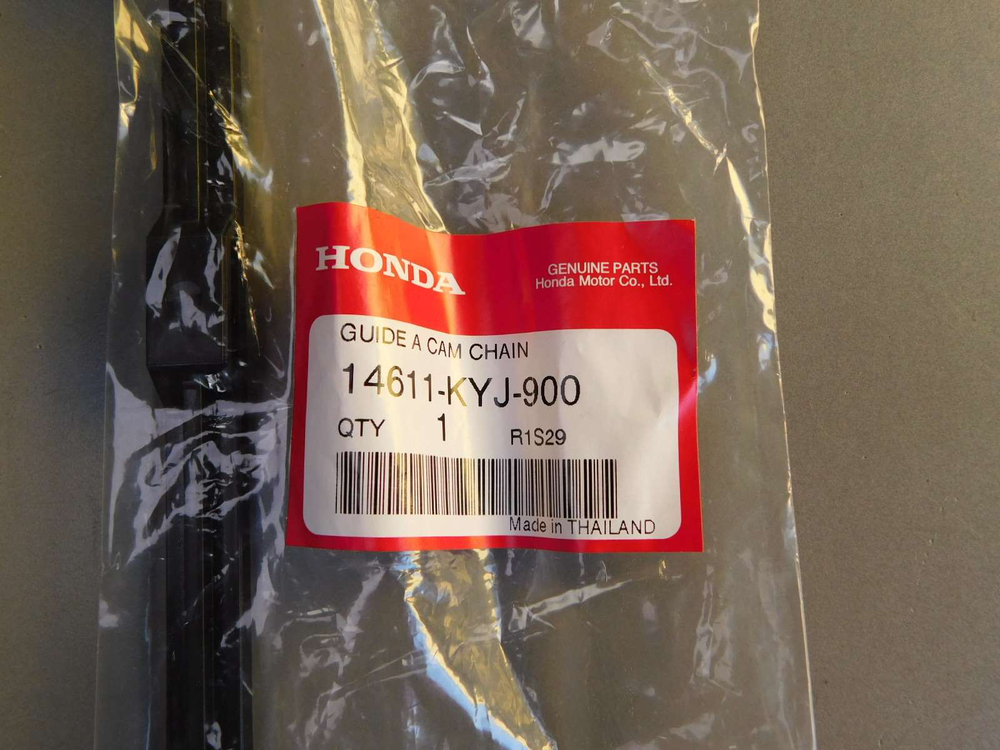 HONDA
GENUINE PARTS
Honda Motor Co., Ltd.
GUIDE A CAM CHAIN
14611-KYJ-900
QTY 1 R1S29
Made in THAILAND